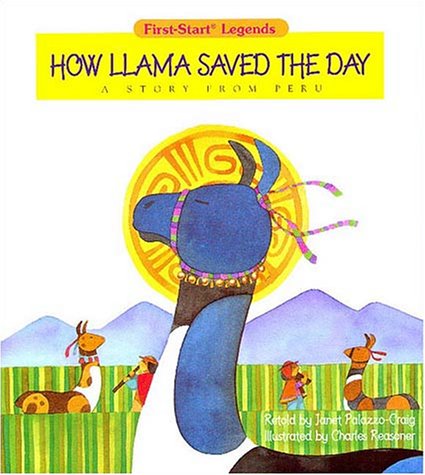 First-Start® Legends
HOW LLAMA SAVED THE DAY
A STORY FROM PERU
Retold by Janet Palazzo-Craig
Illustrated by Charles Reasoner